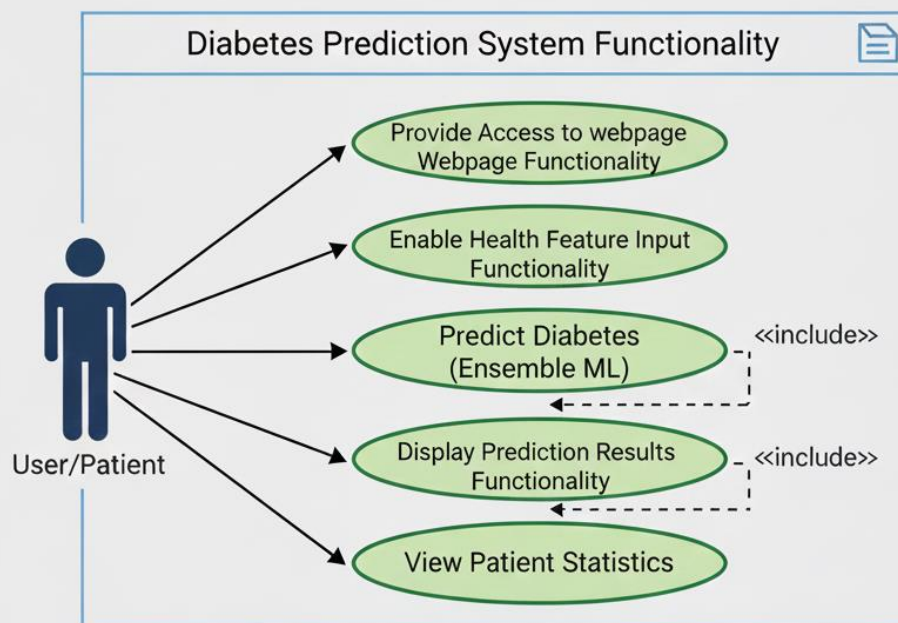 Diabetes Prediction System Functionality
Provide Access to webpage
Webpage Functionality
Enable Health Feature Input
Functionality
Predict Diabetes
(Ensemble ML)
<<include>>
Display Prediction Results
Functionality
<<include>>
View Patient Statistics
User/Patient